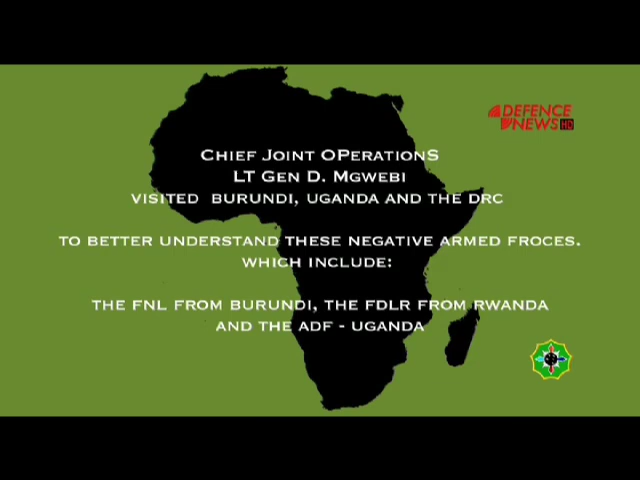 DEFENCE
NEWS HD
CHIEF JOINT OPERATIONS
LT GEN D. MGWEBI
VISITED BURUNDI, UGANDA AND THE DRC
TO BETTER UNDERSTAND THESE NEGATIVE ARMED FROCES.
WHICH INCLUDE:
THE FNL FROM BURUNDI, THE FDLR FROM RWANDA
AND THE ADF - UGANDA